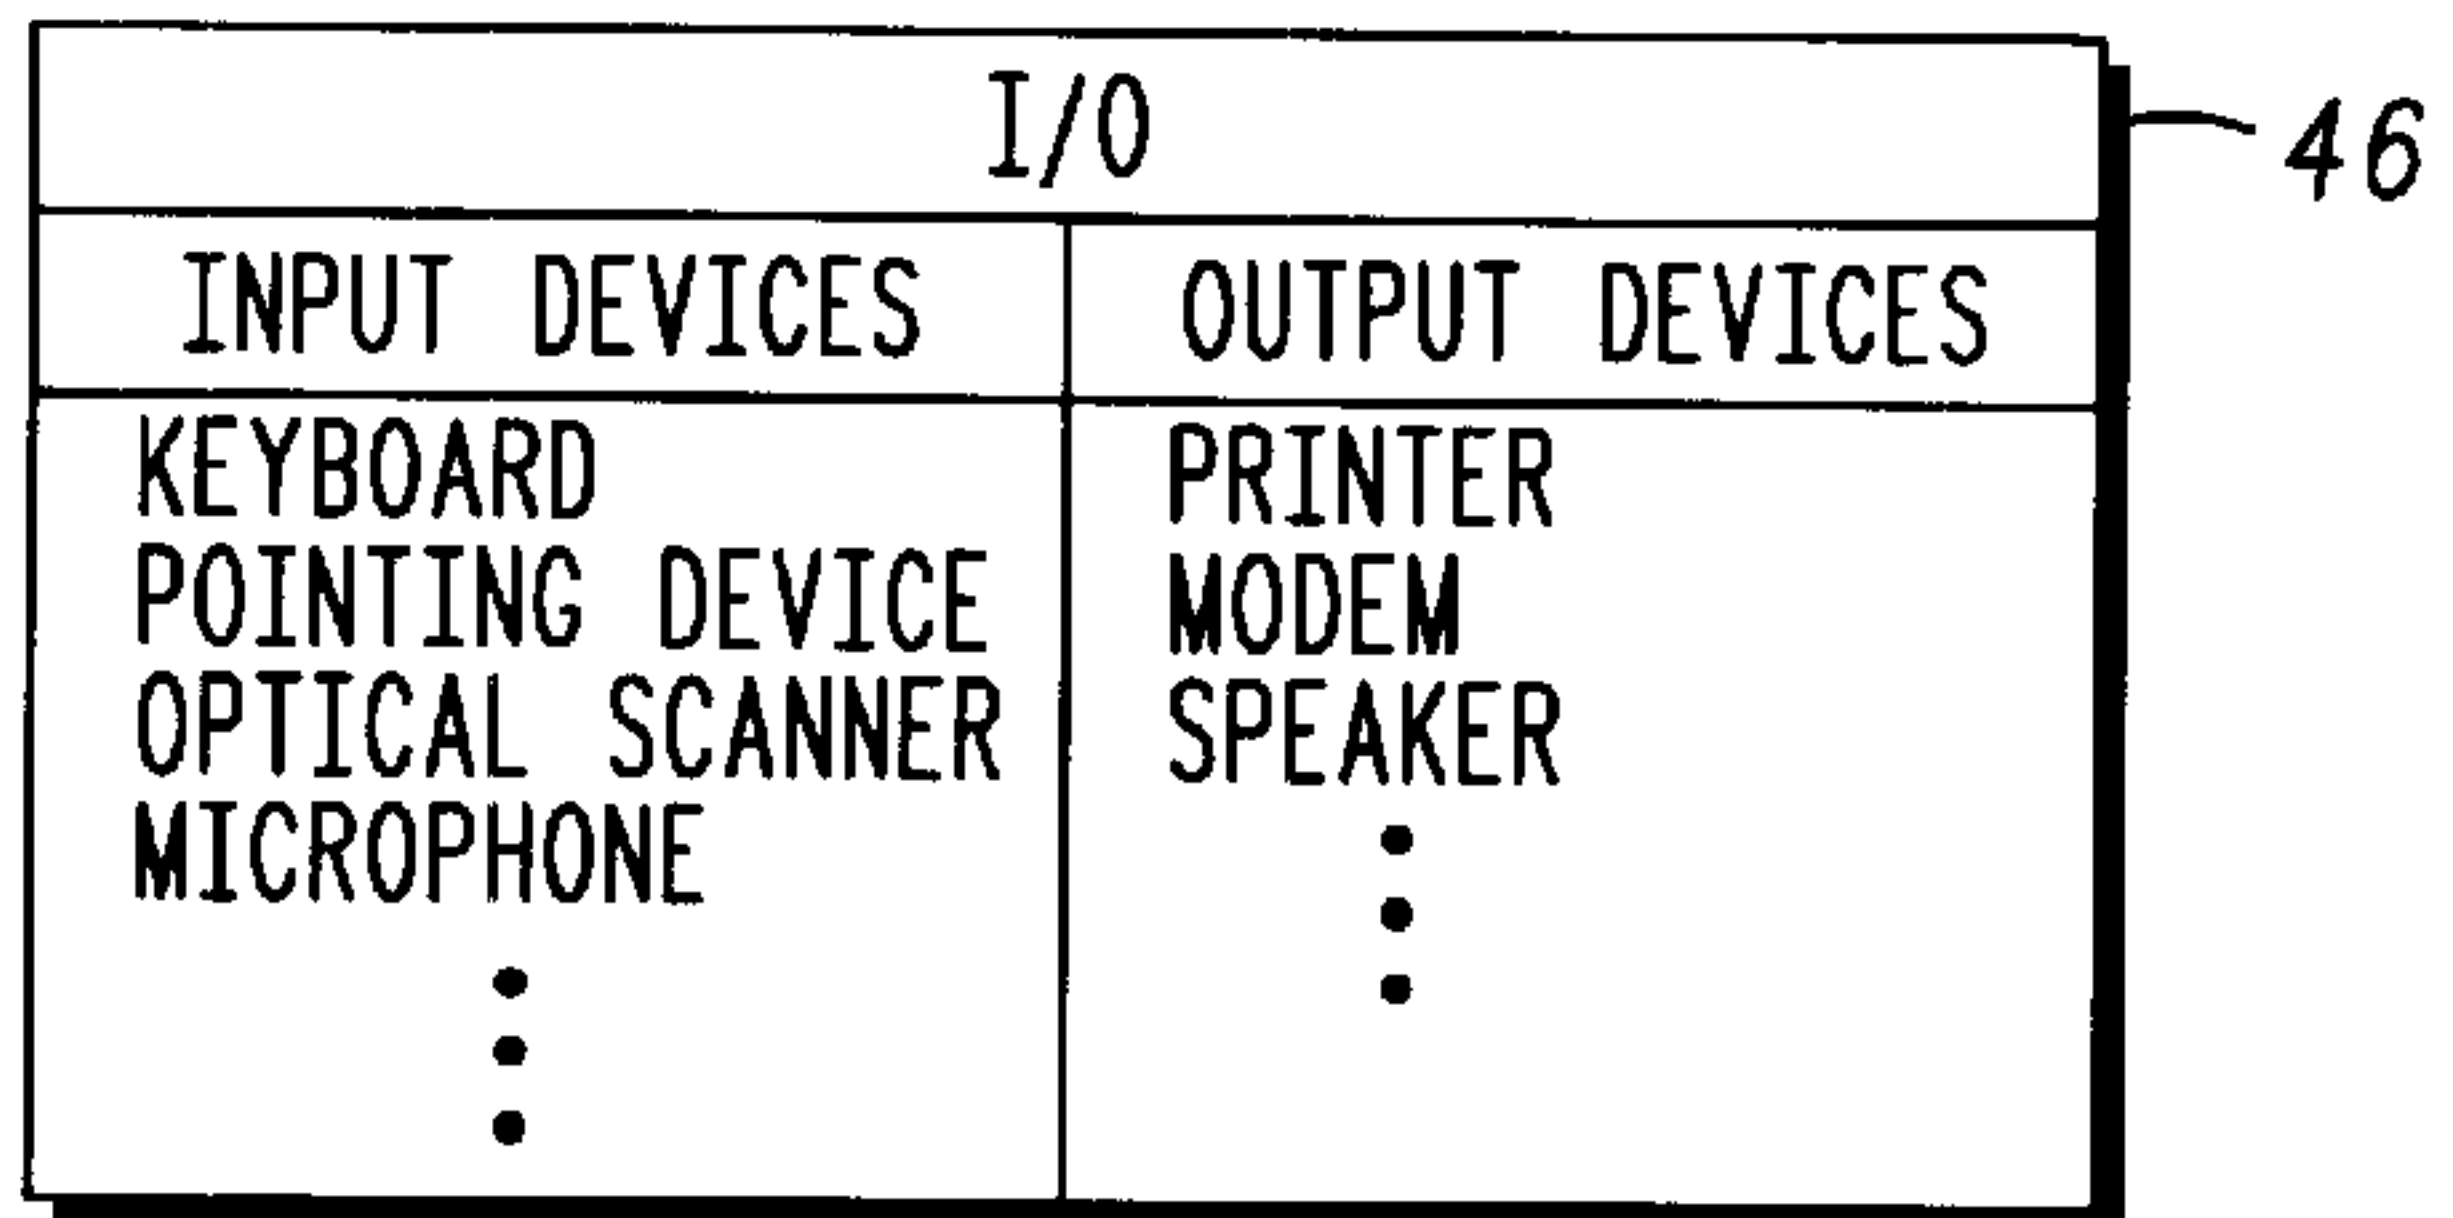 I/O
46
INPUT DEVICES
OUTPUT DEVICES
KEYBOARD
POINTING DEVICE
OPTICAL SCANNER
MICROPHONE
PRINTER
MODEM
SPEAKER